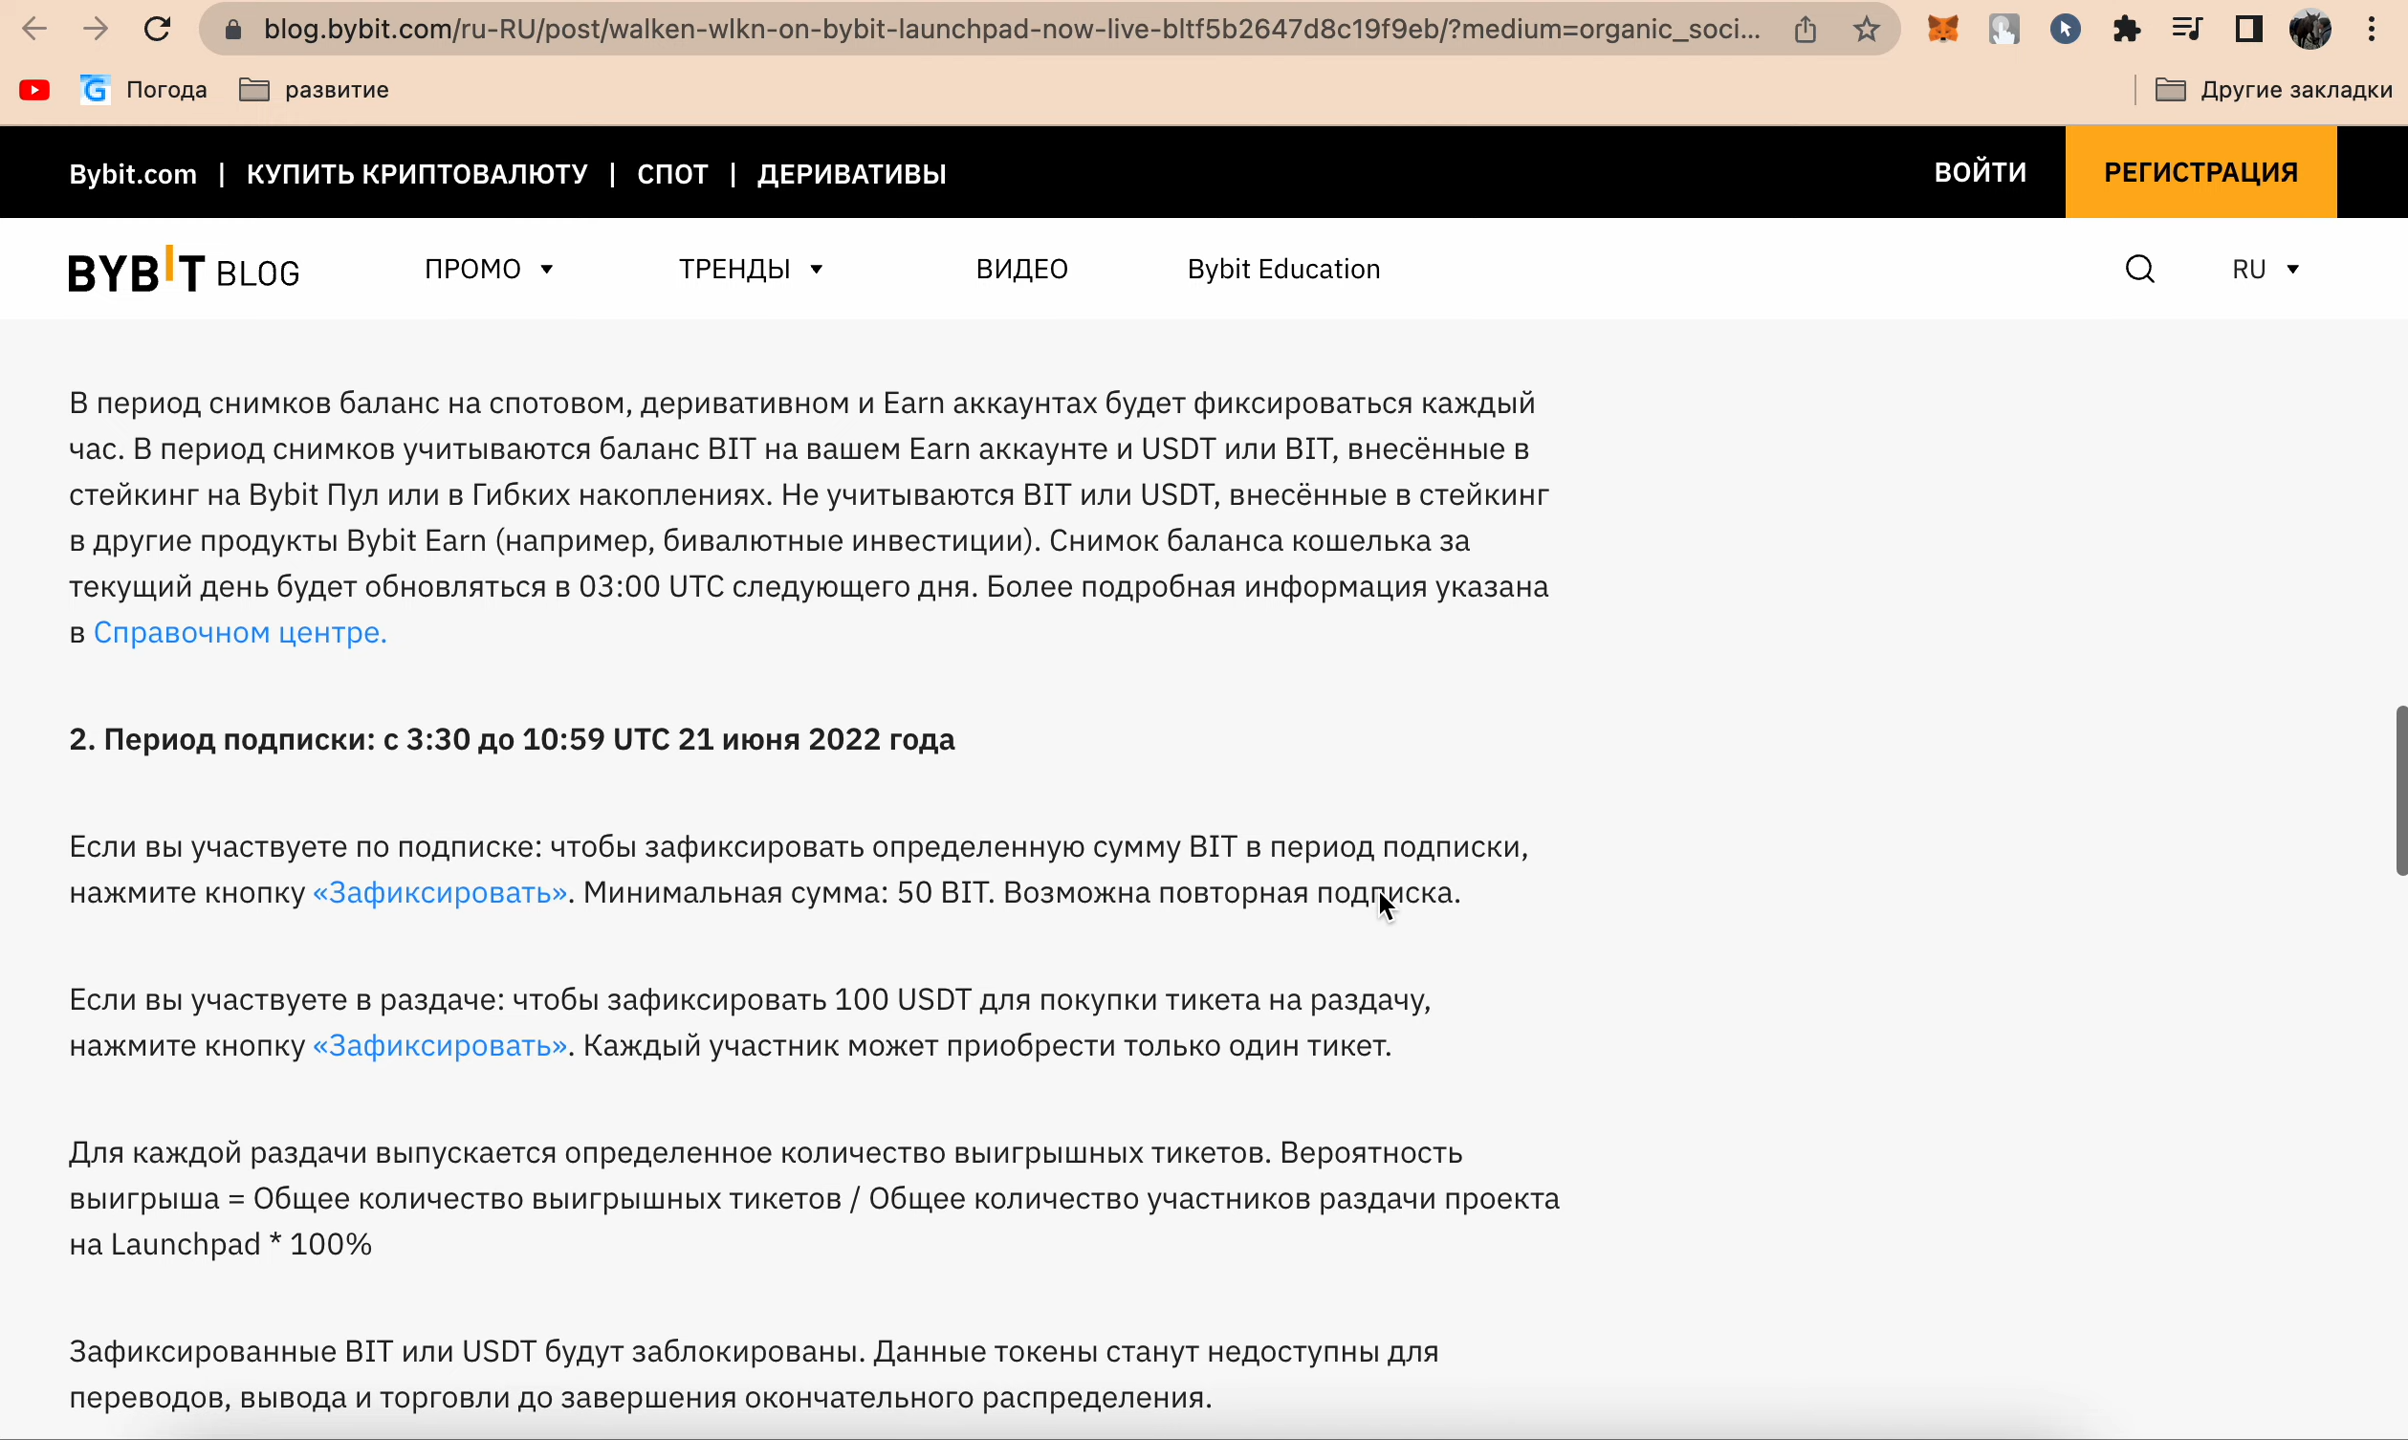 blog.bybit.com/ru-RU/post/walken-wlkn-on-bybit-launchpad-now-live-bltf5b2647d8c19f9eb/?medium=organic_soci...
Погода
развитие
Другие закладки
Bybit.com | КУПИТЬ КРИПТОВАЛЮТУ | СПОТ | ДЕРИВАТИВЫ
ВОЙТИ
РЕГИСТРАЦИЯ
BYBIT BLOG
ПРОМО
ТРЕНДЫ
ВИДЕО
Bybit Education
RU
В период снимков баланс на спотовом, деривативном и Earn аккаунтах будет фиксироваться каждый
час. В период снимков учитываются баланс BIT на вашем Earn аккаунте и USDT или BIT, внесённые в
стейкинг на Bybit Пул или в Гибких накоплениях. Не учитываются BIT или USDT, внесённые в стейкинг
в другие продукты Bybit Earn (например, бивалютные инвестиции). Снимок баланса кошелька за
текущий день будет обновляться в 03:00 UTC следующего дня. Более подробная информация указана
в Справочном центре.
2. Период подписки: с 3:30 до 10:59 UTC 21 июня 2022 года
Если вы участвуете по подписке: чтобы зафиксировать определенную сумму BIT в период подписки,
нажмите кнопку «Зафиксировать». Минимальная сумма: 50 BIT. Возможна повторная подписка.
Если вы участвуете в раздаче: чтобы зафиксировать 100 USDT для покупки тикета на раздачу,
нажмите кнопку «Зафиксировать». Каждый участник может приобрести только один тикет.
Для каждой раздачи выпускается определенное количество выигрышных тикетов. Вероятность
выигрыша = Общее количество выигрышных тикетов / Общее количество участников раздачи проекта
на Launchpad * 100%
Зафиксированные BIT или USDT будут заблокированы. Данные токены станут недоступны для
переводов, вывода и торговли до завершения окончательного распределения.